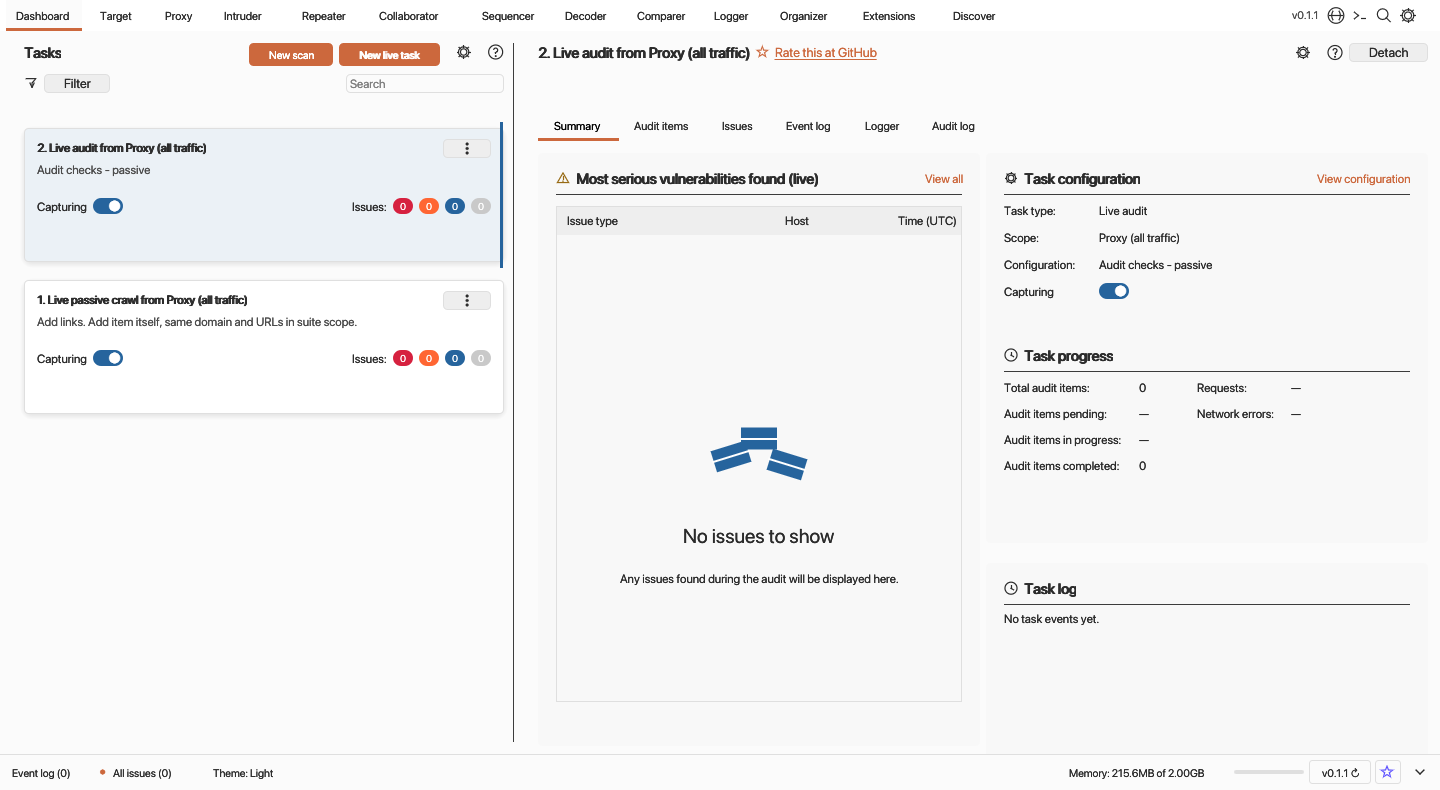 Dashboard Target Proxy Intruder Repeater Collaborator Sequencer Decoder Comparer Logger Organizer Extensions Discover v0.1.1
Tasks New scan New live task
Filter Search
2. Live audit from Proxy (all traffic)
Audit checks - passive
Capturing Issues: 0 0 0 0
1. Live passive crawl from Proxy (all traffic)
Add links. Add item itself, same domain and URLs in suite scope.
Capturing Issues: 0 0 0 0
2. Live audit from Proxy (all traffic) Rate this at GitHub Detach
Summary Audit items Issues Event log Logger Audit log
Most serious vulnerabilities found (live) View all
Issue type Host Time (UTC)
No issues to show
Any issues found during the audit will be displayed here.
Task configuration View configuration
Task type: Live audit
Scope: Proxy (all traffic)
Configuration: Audit checks - passive
Capturing
Task progress
Total audit items: 0 Requests: —
Audit items pending: — Network errors: —
Audit items in progress: —
Audit items completed: 0
Task log
No task events yet.
Event log (0) All issues (0) Theme: Light Memory: 215.6MB of 2.00GB v0.1.1